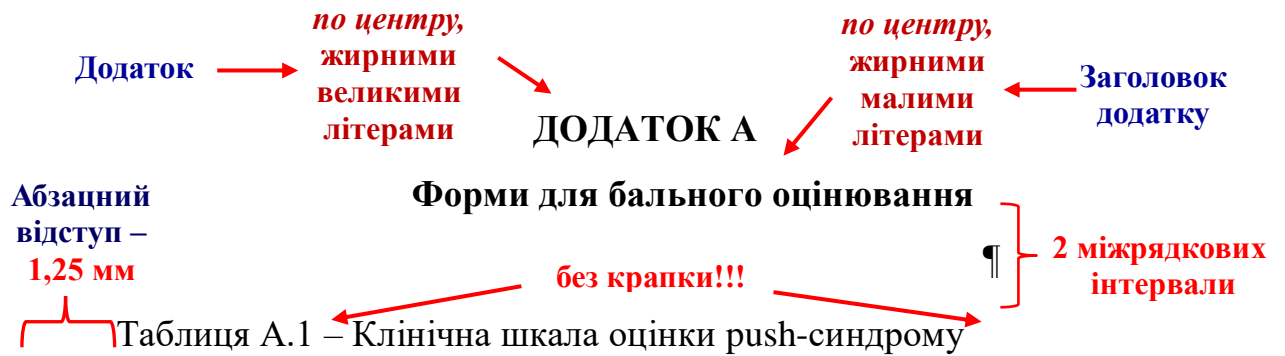 Додаток
по центру,
жирними
великими
літерами
по центру,
жирними
малими
літерами
Заголовок
додатку
ДОДАТОК А
Форми для бального оцінювання
Абзацний
відступ –
1,25 мм
¶
2 міжрядкових
інтервали
без крапки!!!
Таблиця А.1 – Клінічна шкала оцінки push-синдрому